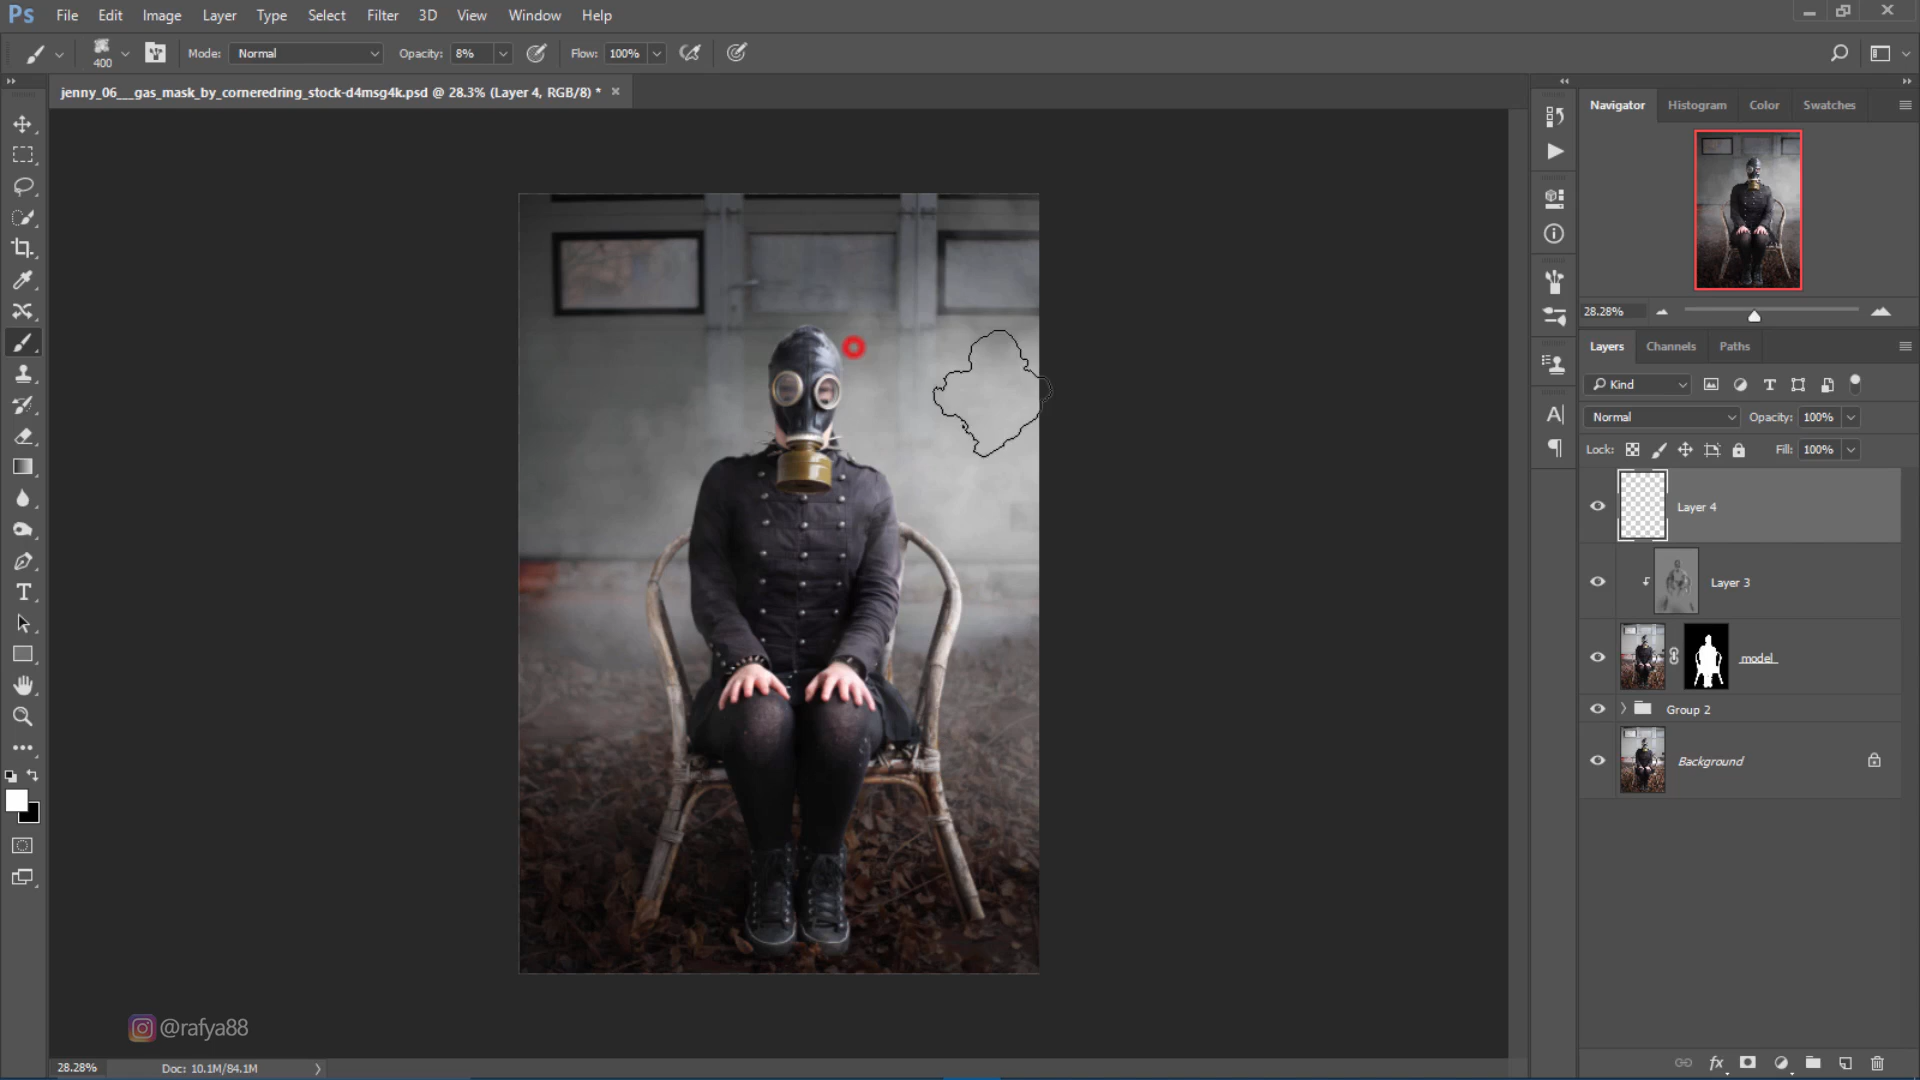 Ps File Edit Image Layer Type Select Filter 3D View Window Help
400 Mode: Normal Opacity: 8% Flow: 100%
jenny_06___gas_mask_by_corneredring_stock-d4msg4k.psd @ 28.3% (Layer 4, RGB/8) * ×
Navigator Histogram Color Swatches
28.28%
Layers Channels Paths
Kind
Normal Opacity: 100%
Lock: Fill: 100%
Layer 4
Layer 3
model
Group 2
Background
@rafya88
28.28% Doc: 10.1M/84.1M